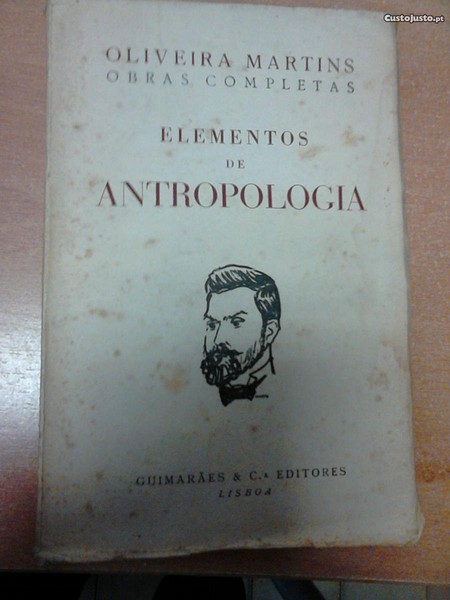 CustoJusto.pt
OLIVEIRA MARTINS
OBRAS COMPLETAS
ELEMENTOS
DE
ANTROPOLOGIA
GUIMARÃES & C.ª EDITORES
LISBOA